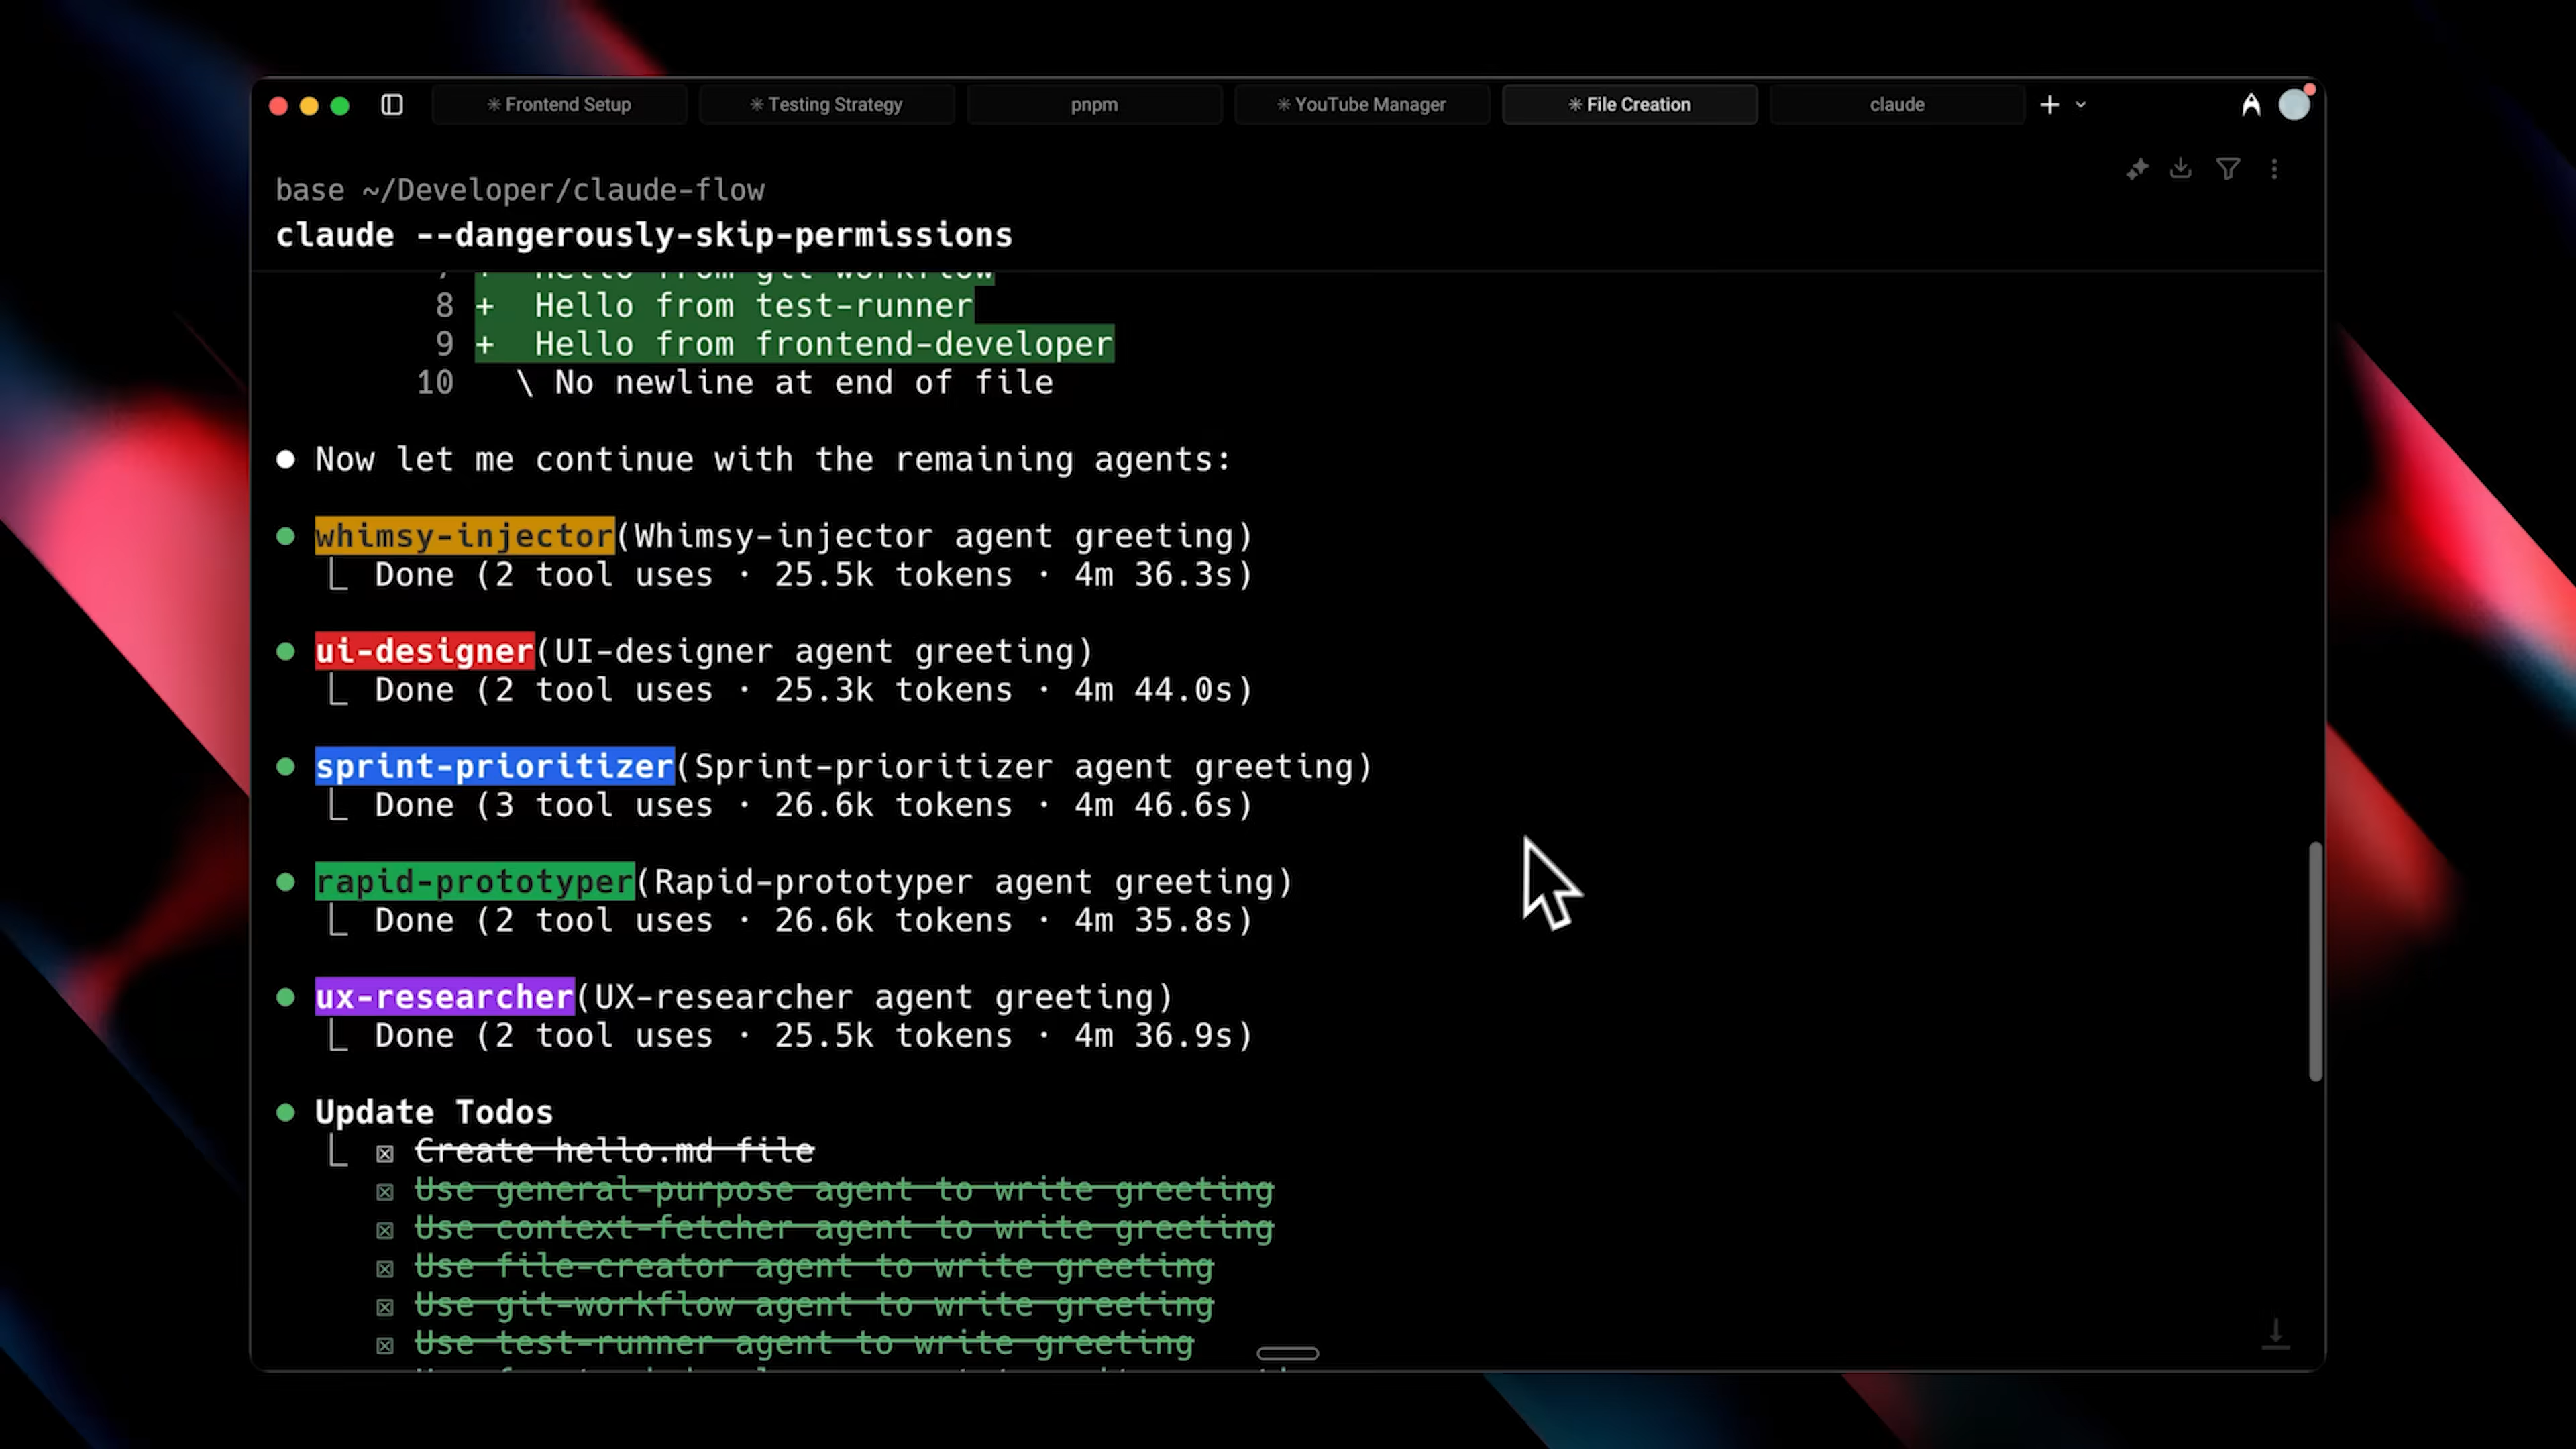 ✳ Frontend Setup
✳ Testing Strategy
pnpm
✳ YouTube Manager
✳ File Creation
claude
base ~/Developer/claude-flow
claude --dangerously-skip-permissions
7 + Hello from git-workflow
8 + Hello from test-runner
9 + Hello from frontend-developer
10 \ No newline at end of file
● Now let me continue with the remaining agents:
● whimsy-injector(Whimsy-injector agent greeting)
⎿ Done (2 tool uses · 25.5k tokens · 4m 36.3s)
● ui-designer(UI-designer agent greeting)
⎿ Done (2 tool uses · 25.3k tokens · 4m 44.0s)
● sprint-prioritizer(Sprint-prioritizer agent greeting)
⎿ Done (3 tool uses · 26.6k tokens · 4m 46.6s)
● rapid-prototyper(Rapid-prototyper agent greeting)
⎿ Done (2 tool uses · 26.6k tokens · 4m 35.8s)
● ux-researcher(UX-researcher agent greeting)
⎿ Done (2 tool uses · 25.5k tokens · 4m 36.9s)
● Update Todos
⎿ ☒ Create hello.md file
☒ Use general-purpose agent to write greeting
☒ Use context-fetcher agent to write greeting
☒ Use file-creator agent to write greeting
☒ Use git-workflow agent to write greeting
☒ Use test-runner agent to write greeting